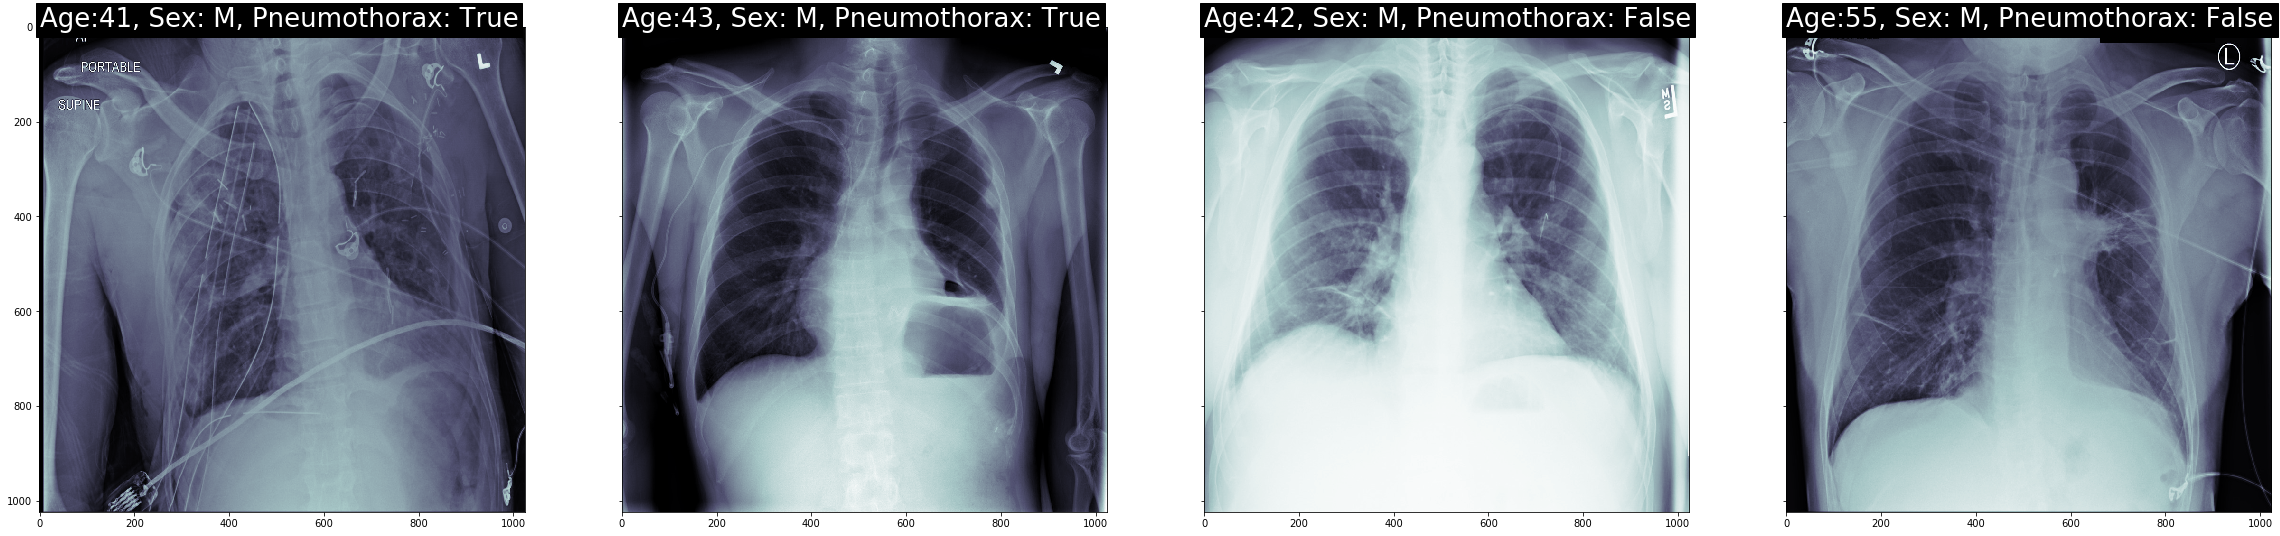 Age:41, Sex: M, Pneumothorax: True
Age:43, Sex: M, Pneumothorax: True
Age:42, Sex: M, Pneumothorax: False
Age:55, Sex: M, Pneumothorax: False
PORTABLE
SUPINE
L
L
L
MS
L
0
200
400
600
800
1000
0 200 400 600 800 1000
0 200 400 600 800 1000
0 200 400 600 800 1000
0 200 400 600 800 1000